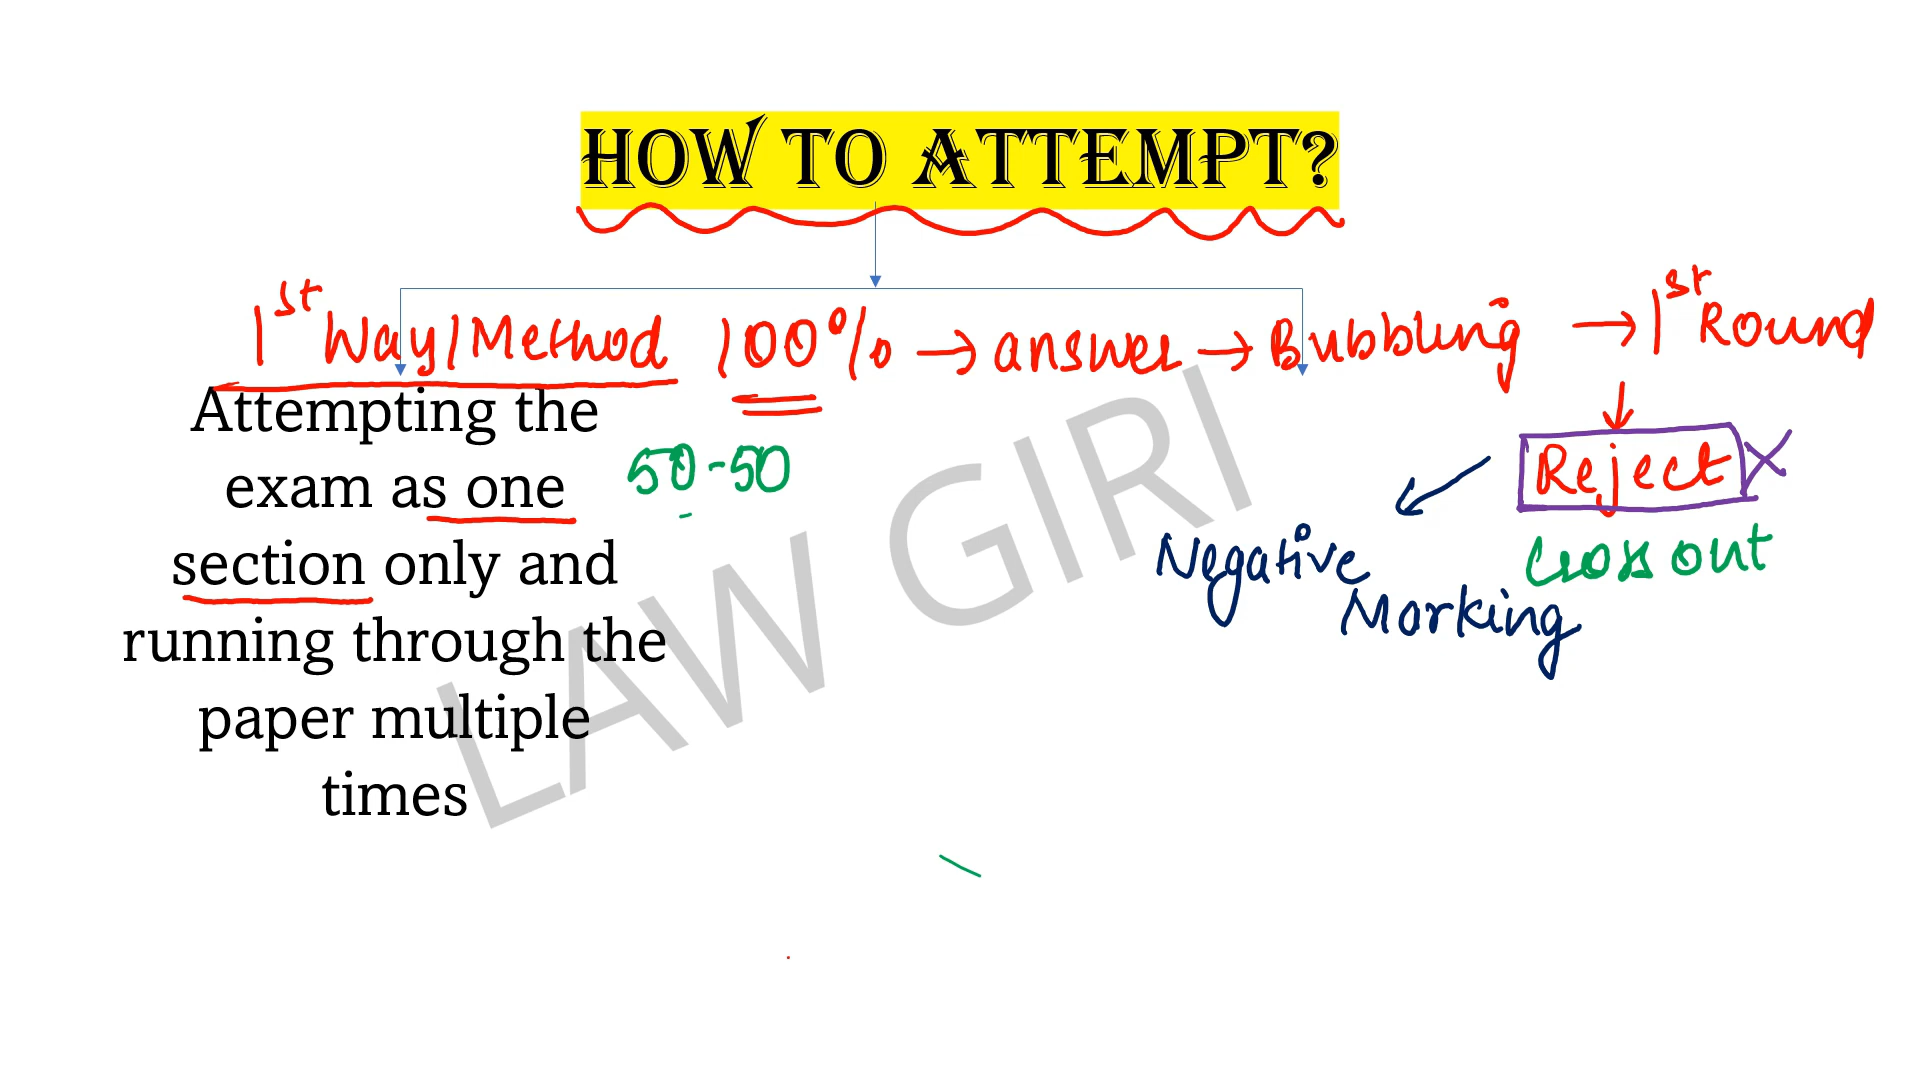 HOW TO ATTEMPT?
1st Way/Method 100% → answer → Bubbling → 1st Round
Attempting the
exam as one
section only and
running through the
paper multiple
times
50-50
Reject
Cross out
Negative
Marking
LAW GIRI